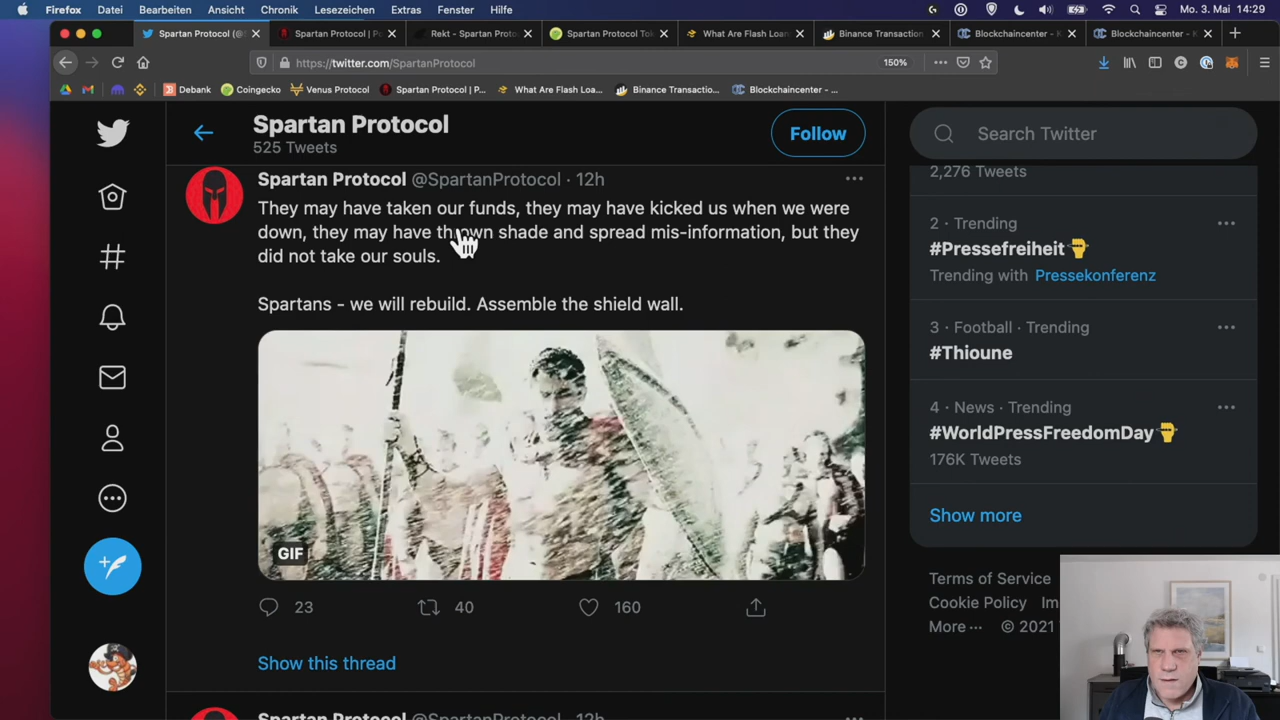 Firefox Datei Bearbeiten Ansicht Chronik Lesezeichen Extras Fenster Hilfe Mo. 3. Mai 14:29
Spartan Protocol (@S Spartan Protocol | P Rekt - Spartan Proto Spartan Protocol Tok What Are Flash Loan Binance Transaction Blockchaincenter - K Blockchaincenter - K
https://twitter.com/SpartanProtocol 150%
Debank Coingecko Venus Protocol Spartan Protocol | P... What Are Flash Loa... Binance Transactio... Blockchaincenter - ...
Spartan Protocol
525 Tweets
Follow
Search Twitter
Spartan Protocol @SpartanProtocol · 12h
They may have taken our funds, they may have kicked us when we were
down, they may have thrown shade and spread mis-information, but they
did not take our souls.
Spartans - we will rebuild. Assemble the shield wall.
GIF
23 40 160
Show this thread
Spartan Protocol @SpartanProtocol · 12h
2,276 Tweets
2 · Trending
#Pressefreiheit
Trending with Pressekonferenz
3 · Football · Trending
#Thioune
4 · News · Trending
#WorldPressFreedomDay
176K Tweets
Show more
Terms of Service
Cookie Policy Im
More ··· © 2021